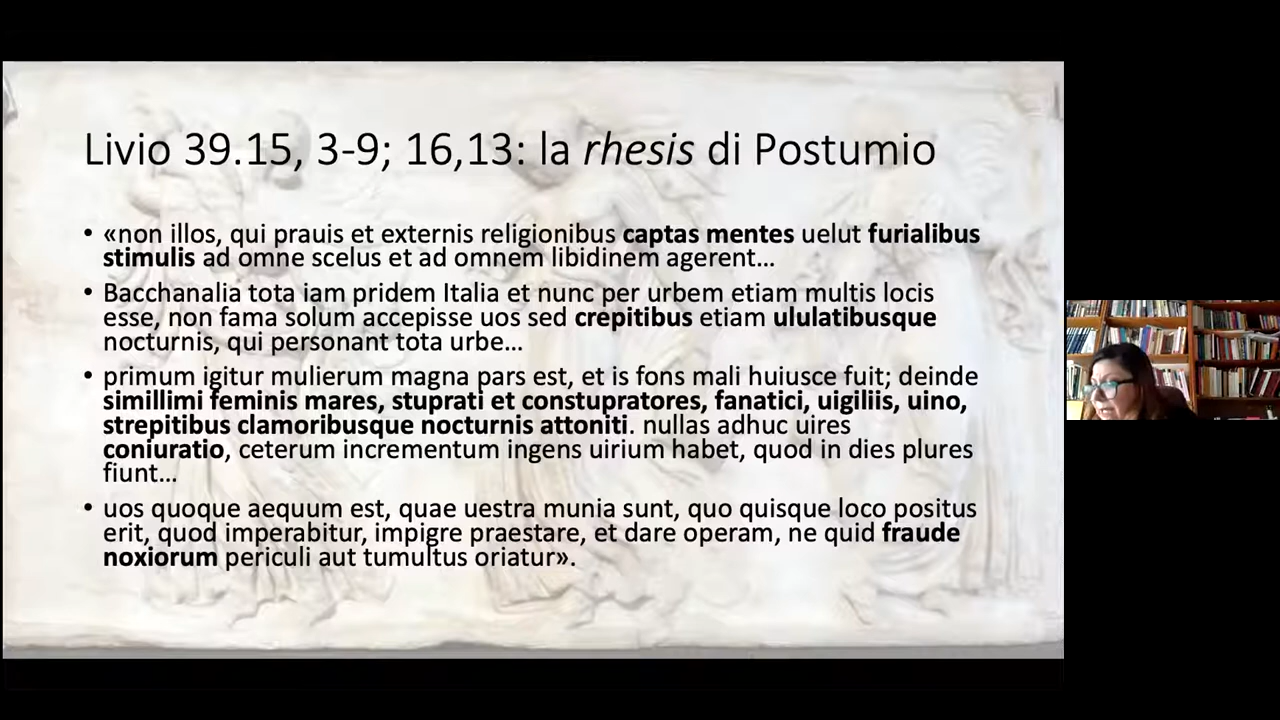 Livio 39.15, 3-9; 16,13: la rhesis di Postumio
• «non illos, qui prauis et externis religionibus captas mentes uelut furialibus
stimulis ad omne scelus et ad omnem libidinem agerent...
• Bacchanalia tota iam pridem Italia et nunc per urbem etiam multis locis
esse, non fama solum accepisse uos sed crepitibus etiam ululatibusque
nocturnis, qui personant tota urbe...
• primum igitur mulierum magna pars est, et is fons mali huiusce fuit; deinde
simillimi feminis mares, stuprati et constupratores, fanatici, uigiliis, uino,
strepitibus clamoribusque nocturnis attoniti. nullas adhuc uires
coniuratio, ceterum incrementum ingens uirium habet, quod in dies plures
fiunt...
• uos quoque aequum est, quae uestra munia sunt, quo quisque loco positus
erit, quod imperabitur, impigre praestare, et dare operam, ne quid fraude
noxiorum periculi aut tumultus oriatur».